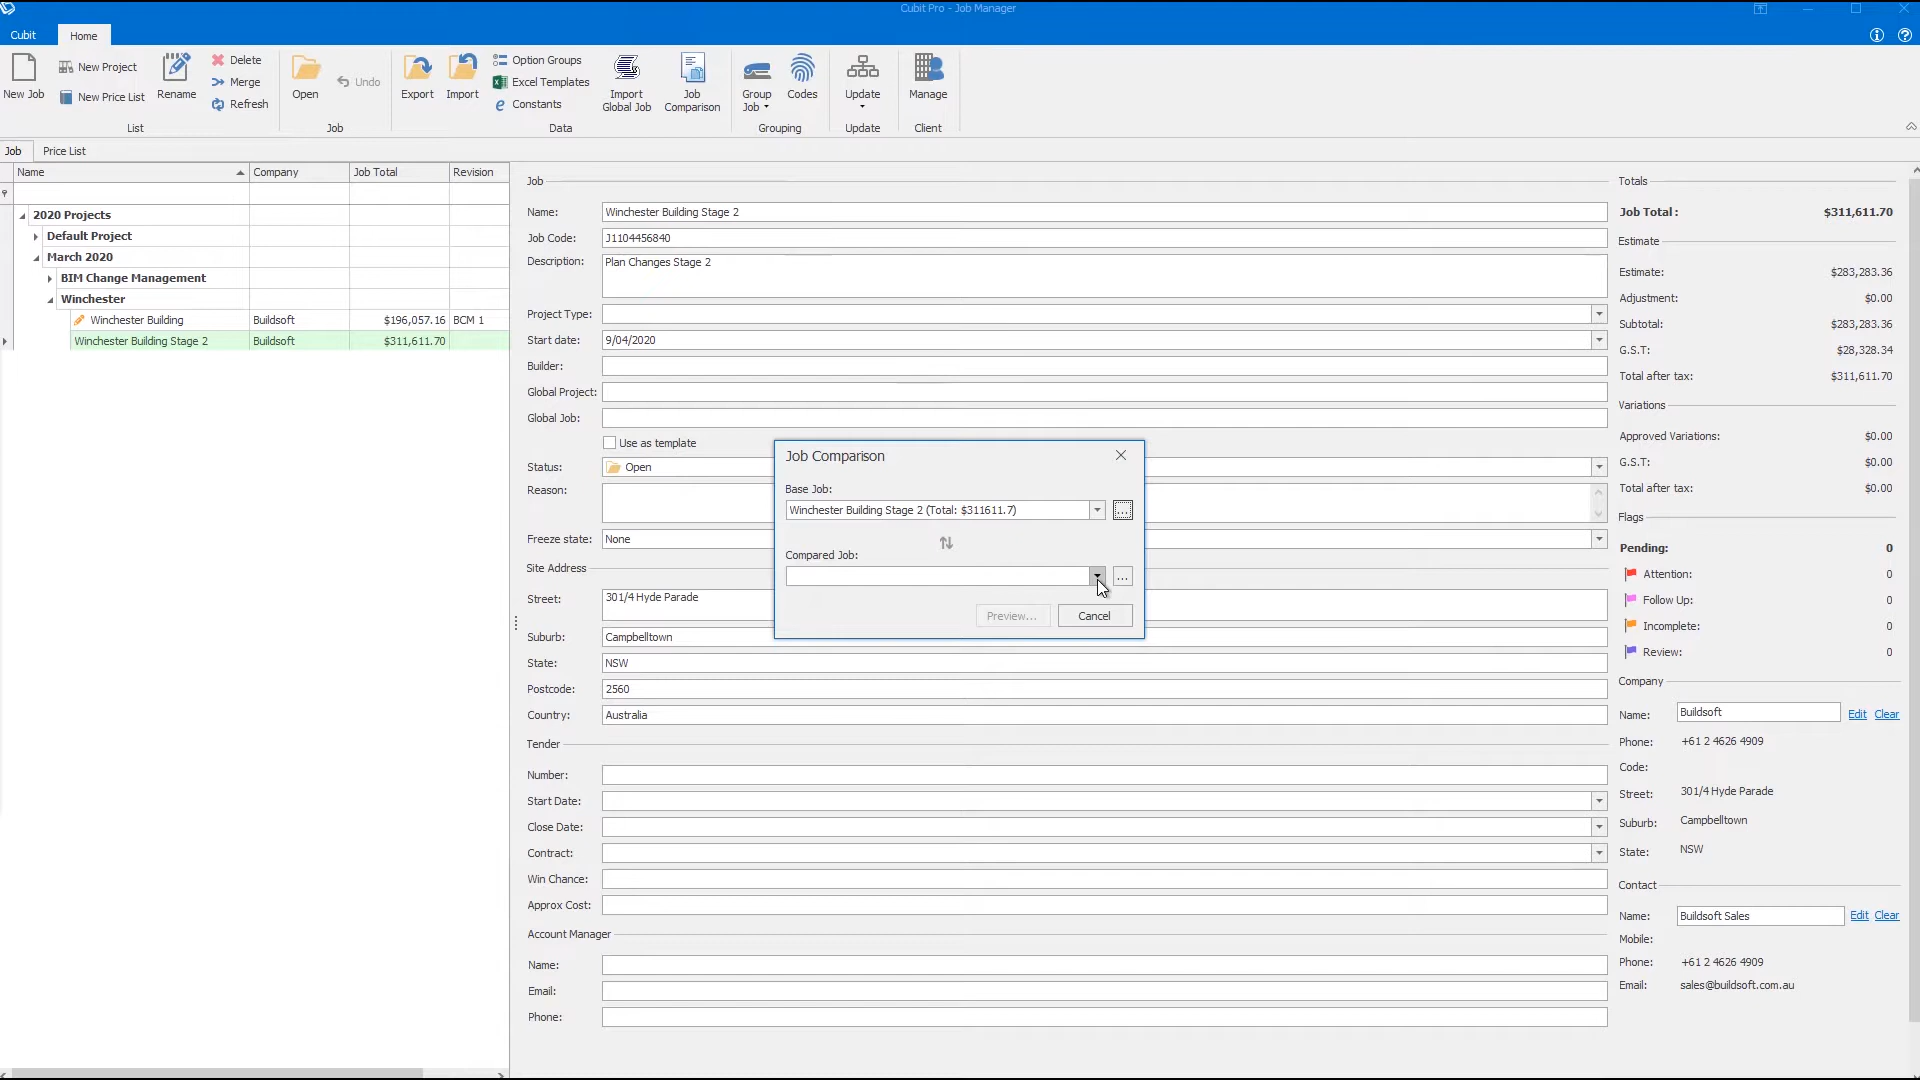 Cubit Pro - Job Manager
Cubit
Home
New Job
New Project
New Price List
Rename
Delete
Merge
Refresh
List
Open
Undo
Job
Export
Import
Option Groups
Excel Templates
Constants
Import Global Job
Job Comparison
Data
Group Job
Codes
Grouping
Update
Update
Manage
Client
Job
Price List
Name
Company
Job Total
Revision
2020 Projects
Default Project
March 2020
BIM Change Management
Winchester
Winchester Building Buildsoft $196,057.16 BCM 1
Winchester Building Stage 2 Buildsoft $311,611.70
Job
Name: Winchester Building Stage 2
Job Code: J1104456840
Description: Plan Changes Stage 2
Project Type:
Start date: 9/04/2020
Builder:
Global Project:
Global Job:
Use as template
Status: Open
Reason:
Freeze state: None
Site Address
Street: 301/4 Hyde Parade
Suburb: Campbelltown
State: NSW
Postcode: 2560
Country: Australia
Tender
Number:
Start Date:
Close Date:
Contract:
Win Chance:
Approx Cost:
Account Manager
Name:
Email:
Phone:
Job Comparison
Base Job:
Winchester Building Stage 2 (Total: $311611.7)
...
Compared Job:
...
Preview...
Cancel
Totals
Job Total : $311,611.70
Estimate
Estimate: $283,283.36
Adjustment: $0.00
Subtotal: $283,283.36
G.S.T: $28,328.34
Total after tax: $311,611.70
Variations
Approved Variations: $0.00
G.S.T: $0.00
Total after tax: $0.00
Flags
Pending: 0
Attention: 0
Follow Up: 0
Incomplete: 0
Review: 0
Company
Name: Buildsoft Edit Clear
Phone: +61 2 4626 4909
Code:
Street: 301/4 Hyde Parade
Suburb: Campbelltown
State: NSW
Contact
Name: Buildsoft Sales Edit Clear
Mobile:
Phone: +61 2 4626 4909
Email: sales@buildsoft.com.au